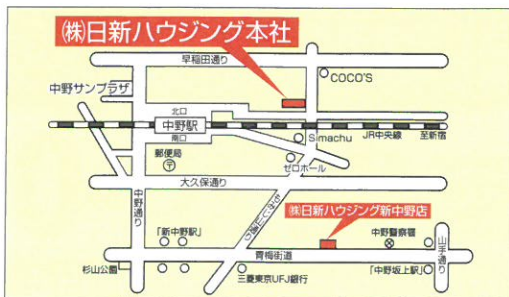 ㈱日新ハウジング本社
早稲田通り
COCO'S
中野サンプラザ
北口
中野駅
南口
Simachu
JR中央線
至新宿
郵便局
ゼロホール
大久保通り
中野通り
㈱日新ハウジング新中野店
「新中野駅」
中野警察署
山手通り
青梅街道
杉山公園
三菱東京UFJ銀行
「中野坂上駅」